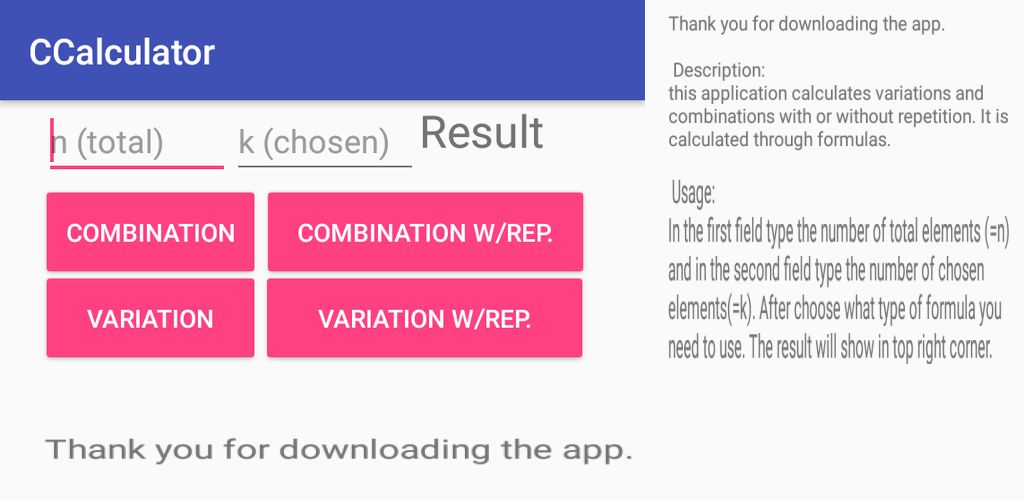 CCalculator
n (total) k (chosen) Result
COMBINATION COMBINATION W/REP.
VARIATION VARIATION W/REP.
Thank you for downloading the app.
Thank you for downloading the app.
Description:
this application calculates variations and
combinations with or without repetition. It is
calculated through formulas.
Usage:
In the first field type the number of total elements (=n)
and in the second field type the number of chosen
elements(=k). After choose what type of formula you
need to use. The result will show in top right corner.